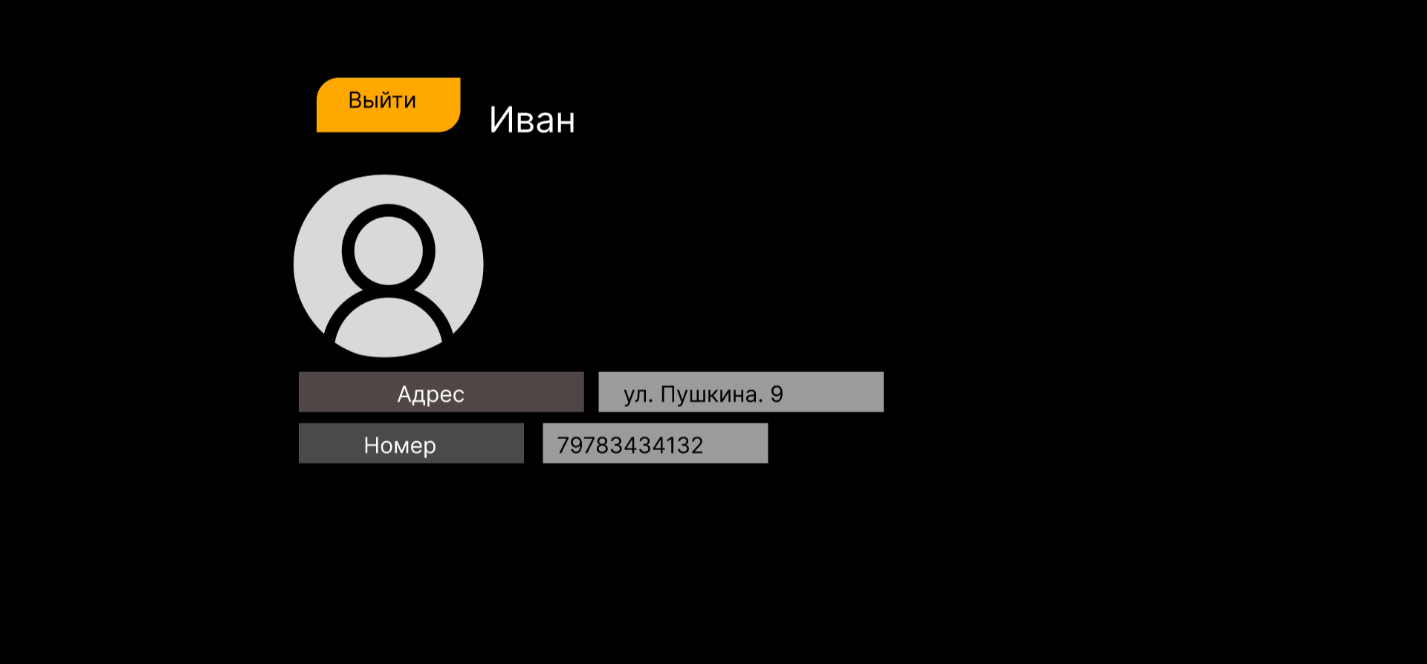 Выйти
Иван
Адрес
ул. Пушкина. 9
Номер
79783434132